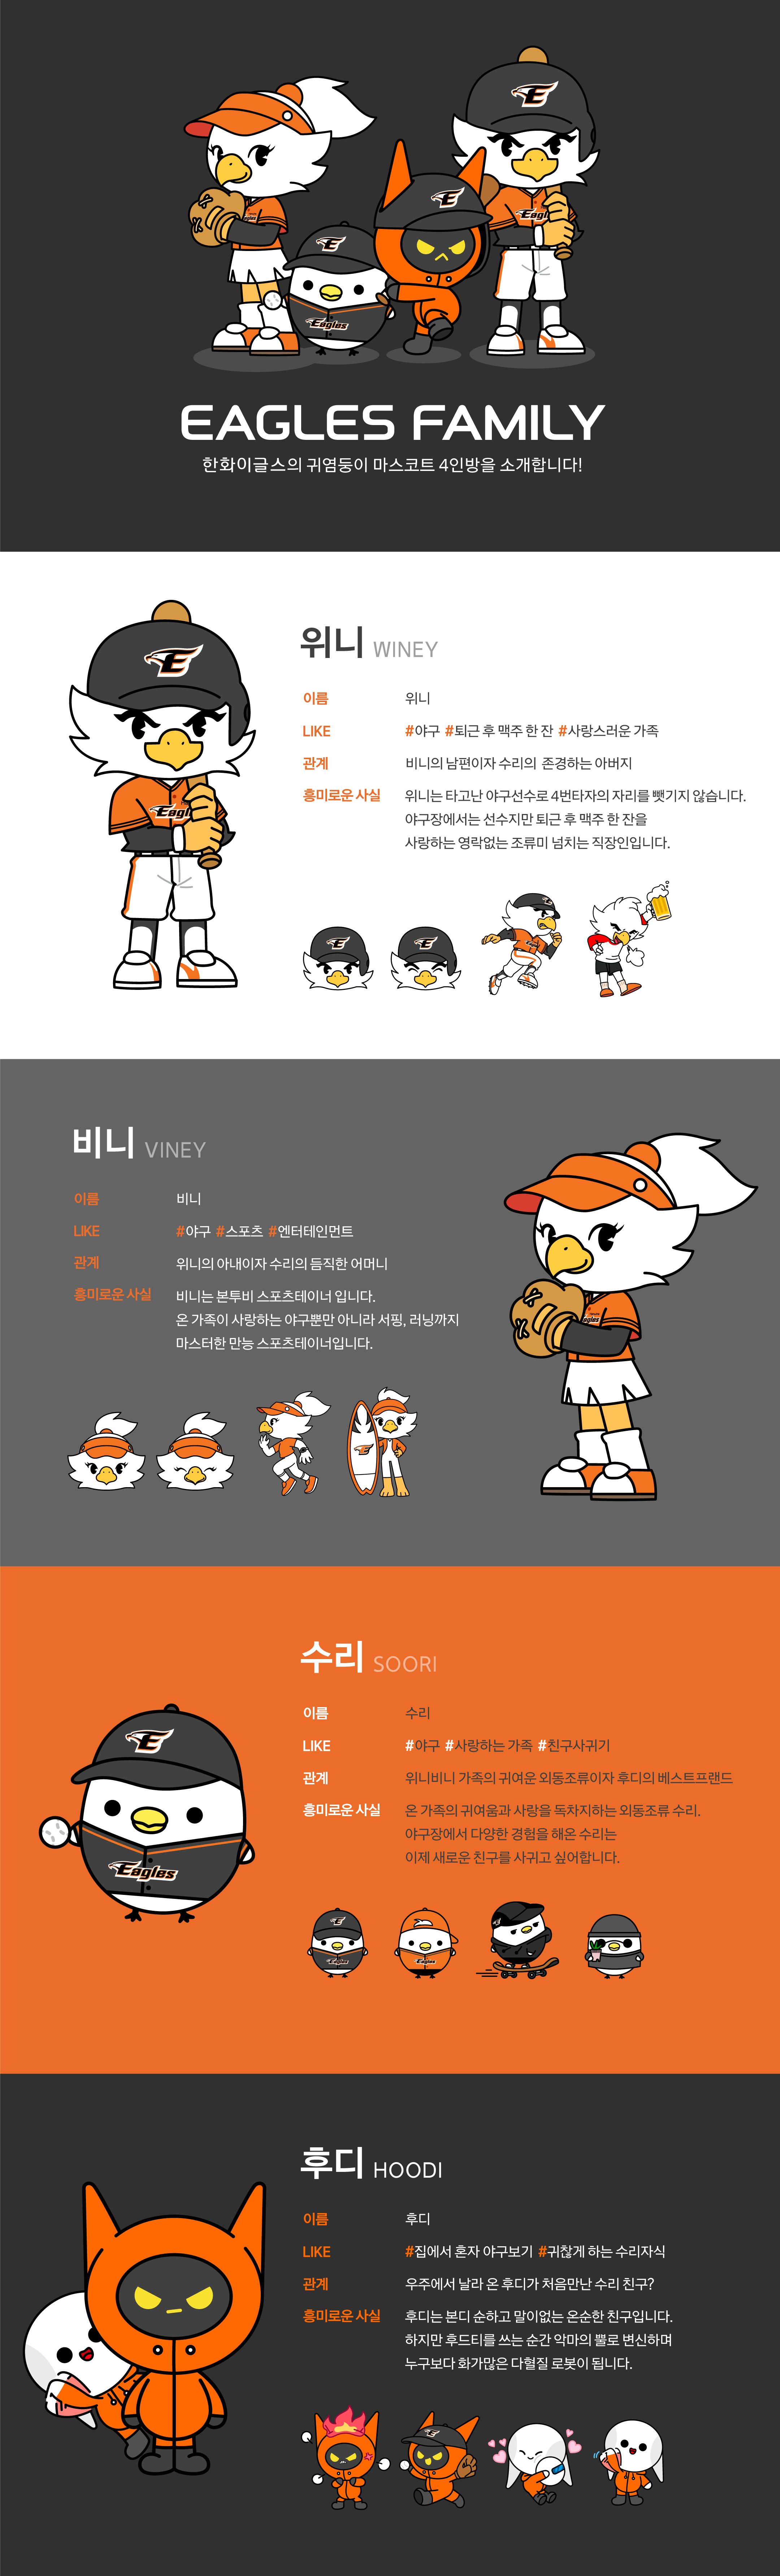 EAGLES FAMILY
한화이글스의 귀염둥이 마스코트 4인방을 소개합니다!
위니 WINEY
이름 위니
LIKE #야구 #퇴근 후 맥주 한 잔 #사랑스러운 가족
관계 비니의 남편이자 수리의 존경하는 아버지
흥미로운 사실 위니는 타고난 야구선수로 4번타자의 자리를 뺏기지 않습니다.
야구장에서는 선수지만 퇴근 후 맥주 한 잔을
사랑하는 영락없는 조류미 넘치는 직장인입니다.
비니 VINEY
이름 비니
LIKE #야구 #스포츠 #엔터테인먼트
관계 위니의 아내이자 수리의 듬직한 어머니
흥미로운 사실 비니는 본투비 스포츠테이너 입니다.
온 가족이 사랑하는 야구뿐만 아니라 서핑, 러닝까지
마스터한 만능 스포츠테이너입니다.
수리 SOORI
이름 수리
LIKE #야구 #사랑하는 가족 #친구사귀기
관계 위니비니 가족의 귀여운 외동조류이자 후디의 베스트프랜드
흥미로운 사실 온 가족의 귀여움과 사랑을 독차지하는 외동조류 수리.
야구장에서 다양한 경험을 해온 수리는
이제 새로운 친구를 사귀고 싶어합니다.
Eagles
후디 HOODI
이름 후디
LIKE #집에서 혼자 야구보기 #귀찮게 하는 수리자식
관계 우주에서 날라 온 후디가 처음만난 수리 친구?
흥미로운 사실 후디는 본디 순하고 말이없는 온순한 친구입니다.
하지만 후드티를 쓰는 순간 악마의 뿔로 변신하며
누구보다 화가많은 다혈질 로봇이 됩니다.